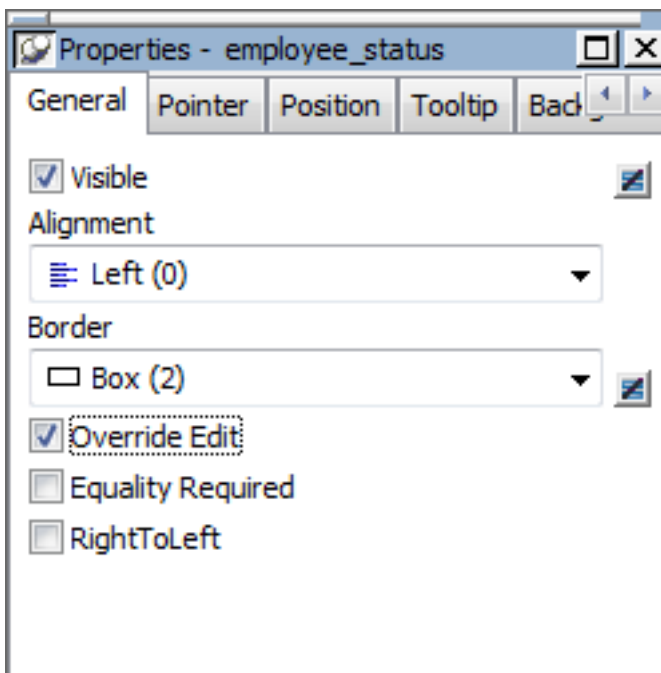 Properties - employee_status
General Pointer Position Tooltip
Visible
Alignment
Left (0)
Border
Box (2)
Override Edit
Equality Required
RightToLeft